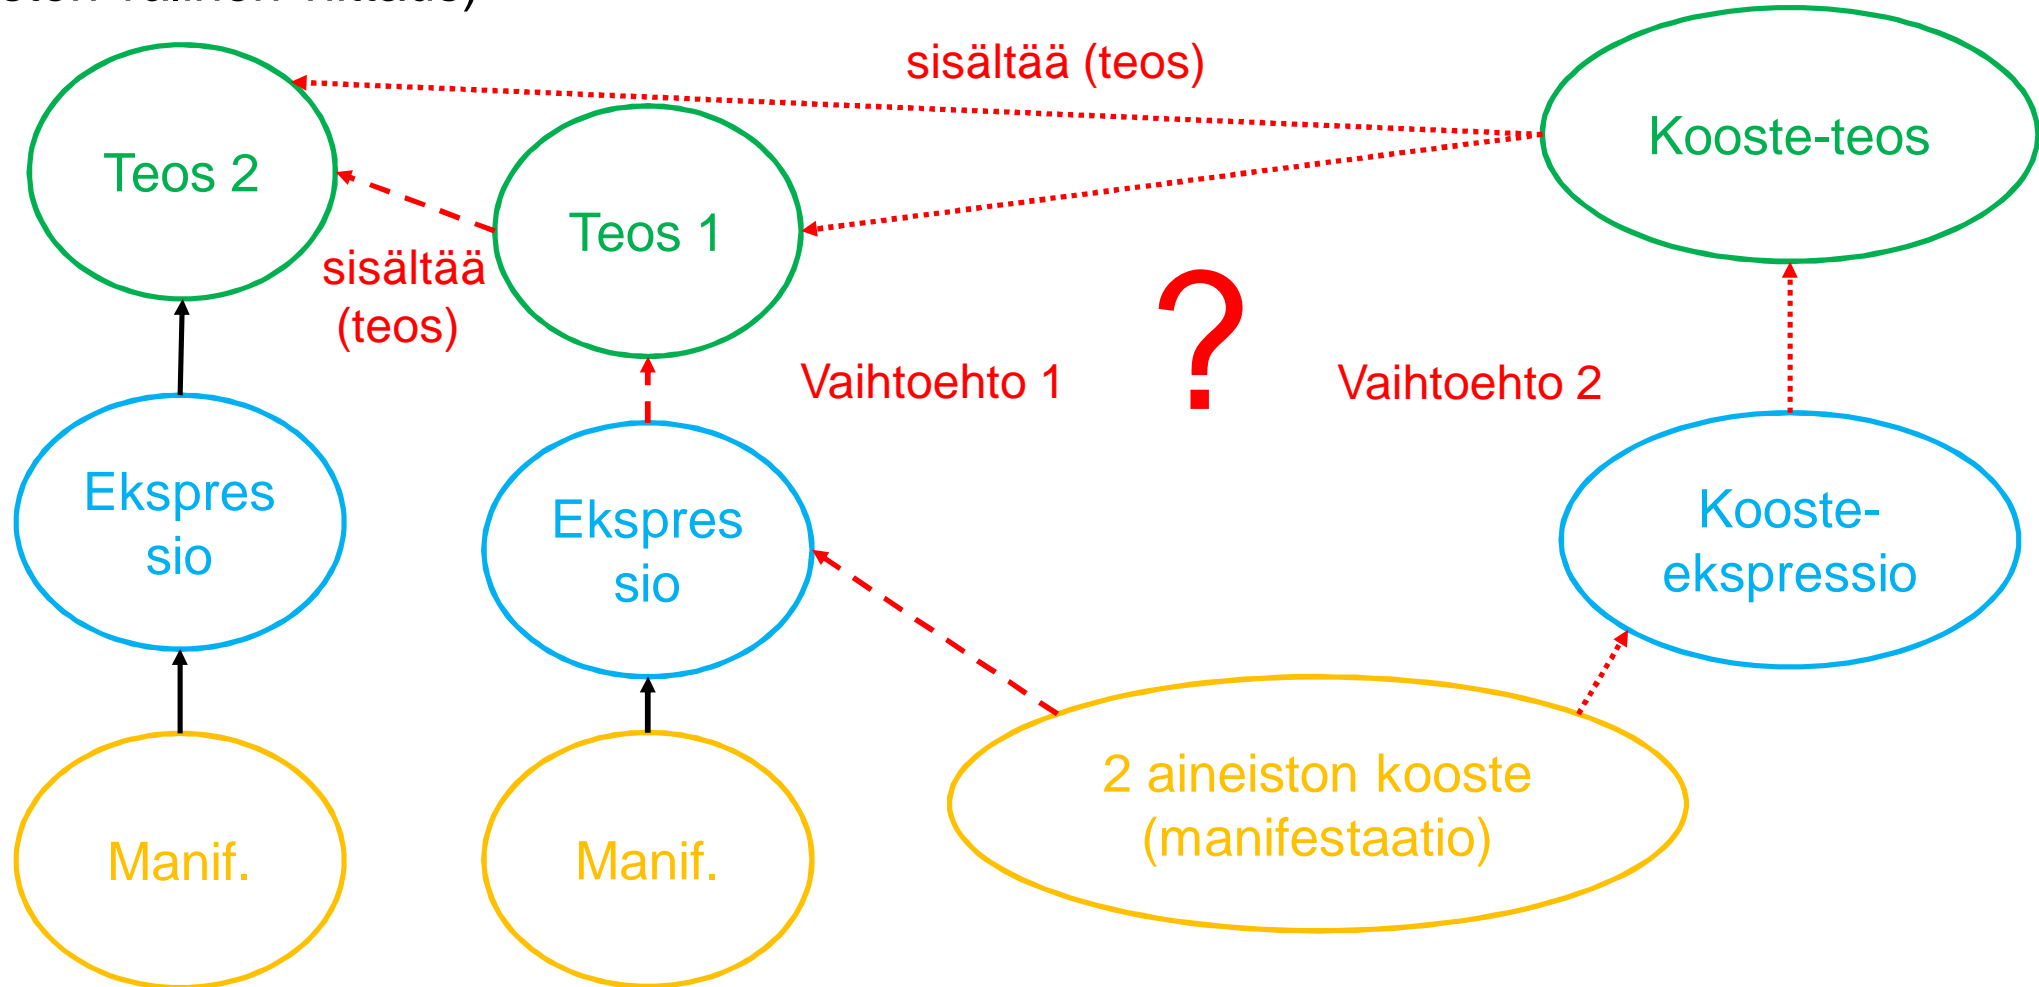 sisältää (teos)
Kooste-teos
Teos 2
Teos 1
sisältää
(teos)
?
Vaihtoehto 1
Vaihtoehto 2
Ekspres
sio
Ekspres
sio
Kooste-
ekspressio
2 aineiston kooste
(manifestaatio)
Manif.
Manif.